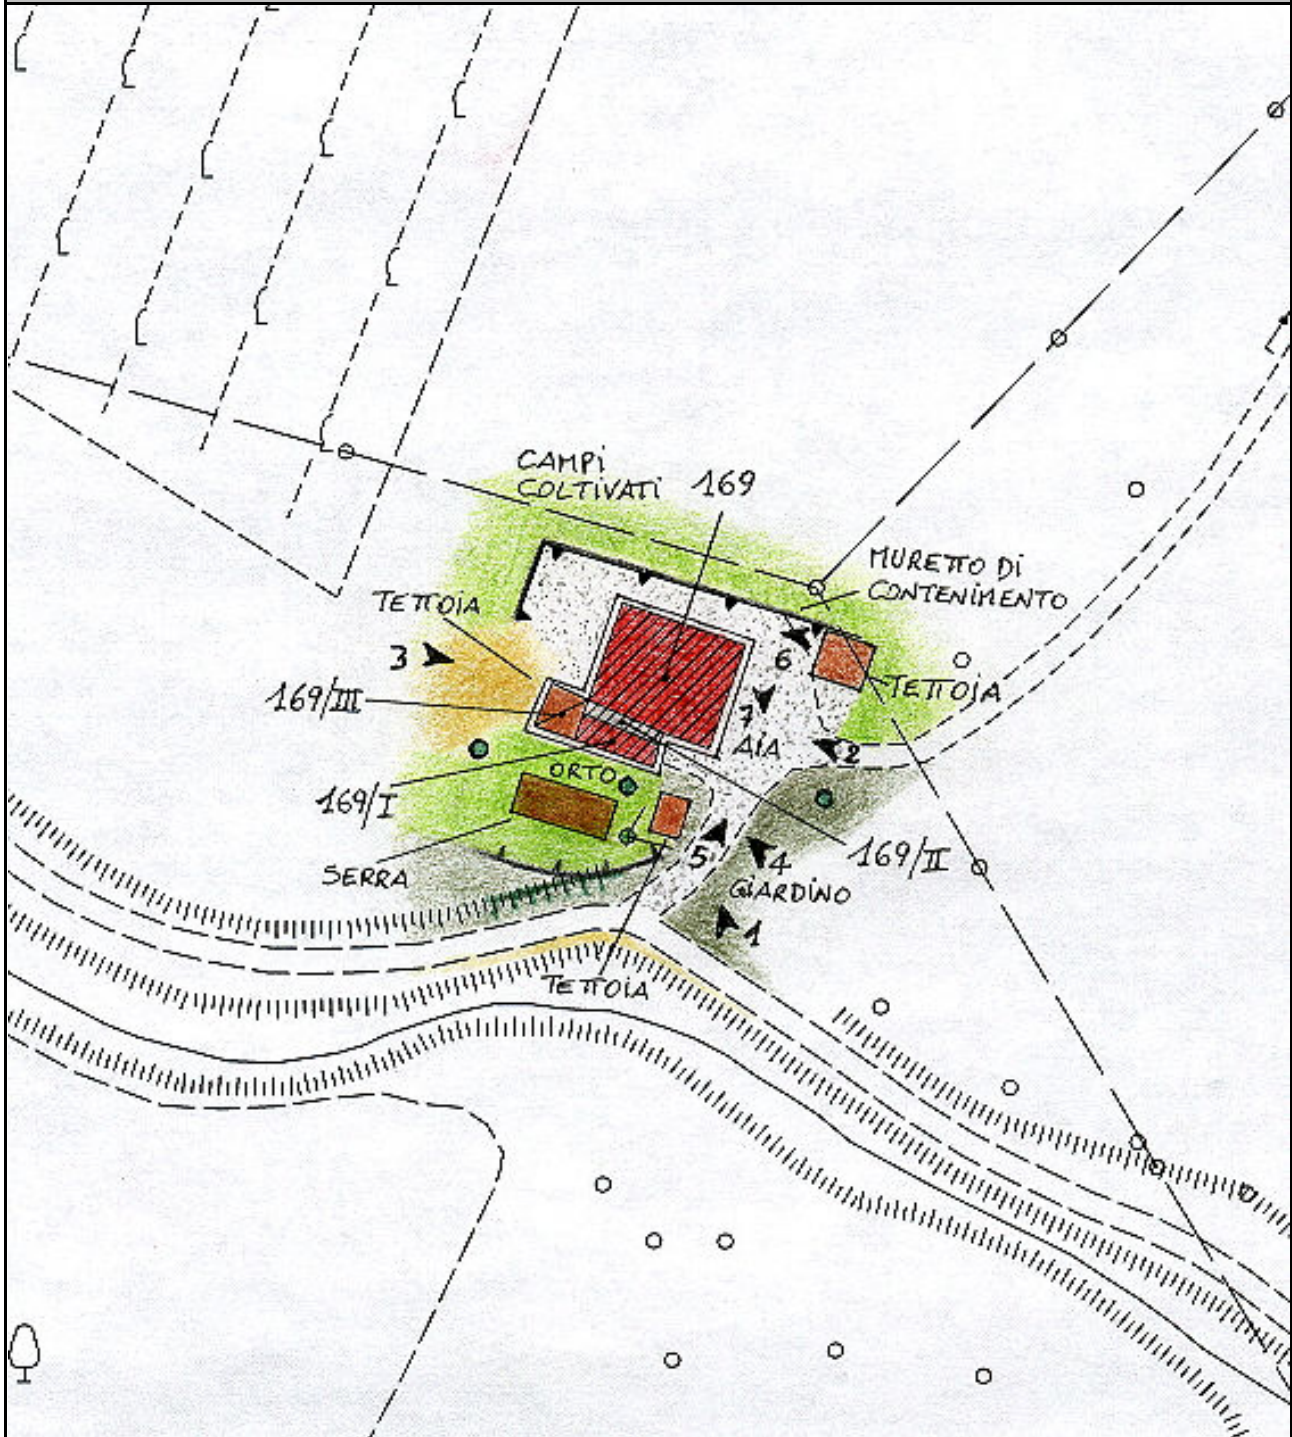 CAMPI
COLTIVATI
169
MURETTO DI
CONTENIMENTO
TETTOIA
3
6
TETTOIA
169/III
7
AIA
2
ORTO
169/I
5
4
169/II
SERRA
GIARDINO
1
TETTOIA